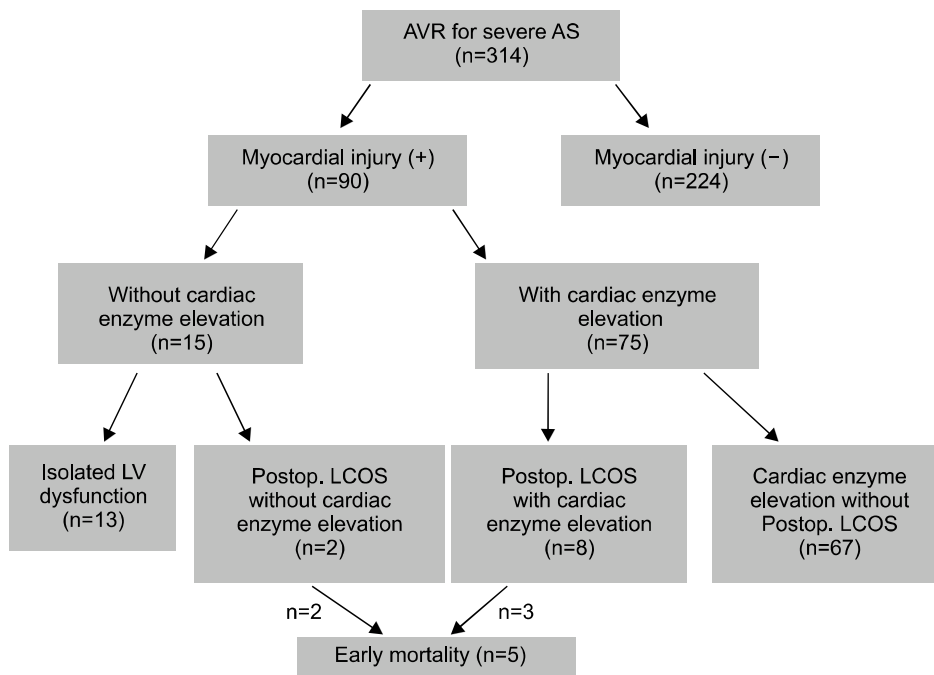 AVR for severe AS
(n=314)
Myocardial injury (+)
(n=90)
Myocardial injury (−)
(n=224)
Without cardiac
enzyme elevation
(n=15)
With cardiac enzyme
elevation
(n=75)
Isolated LV
dysfunction
(n=13)
Postop. LCOS
without cardiac
enzyme elevation
(n=2)
Postop. LCOS
with cardiac
enzyme elevation
(n=8)
Cardiac enzyme
elevation without
Postop. LCOS
(n=67)
n=2
n=3
Early mortality (n=5)